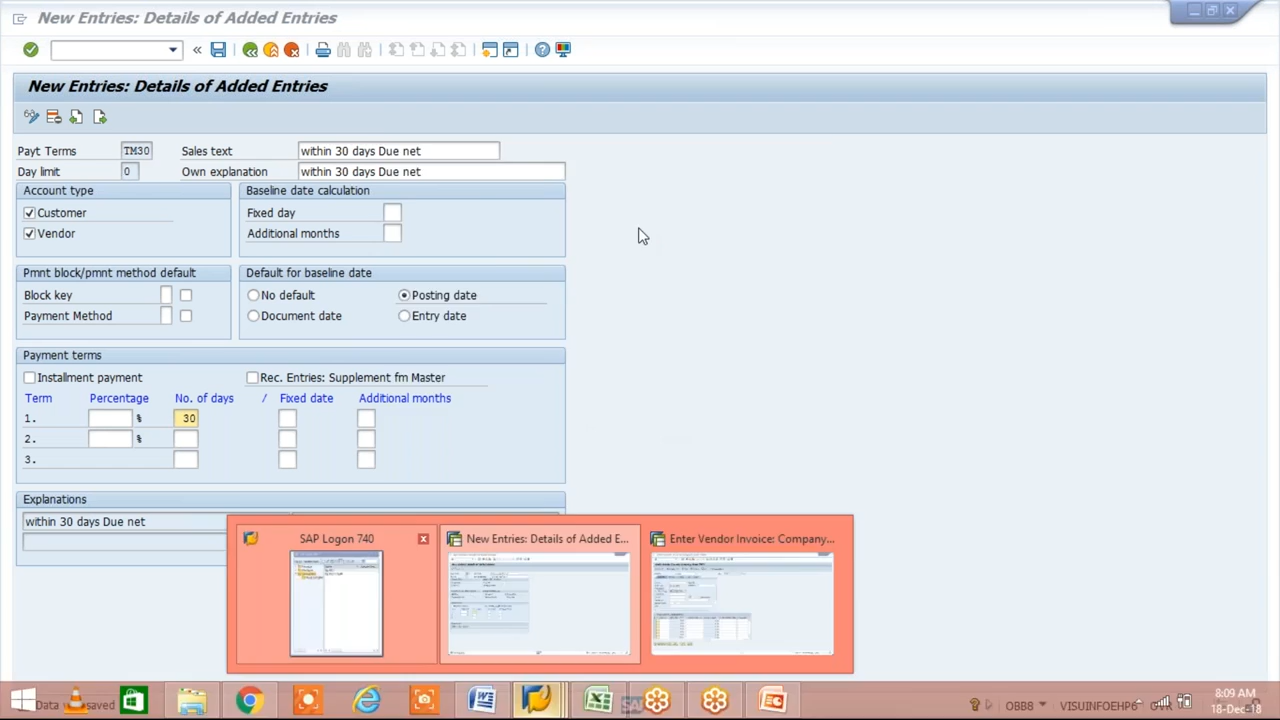 New Entries: Details of Added Entries
New Entries: Details of Added Entries
Payt Terms TM30 Sales text within 30 days Due net
Day limit 0 Own explanation within 30 days Due net
Account type Baseline date calculation
Customer Fixed day
Vendor Additional months
Pmnt block/pmnt method default Default for baseline date
Block key No default Posting date
Payment Method Document date Entry date
Payment terms
Installment payment Rec. Entries: Supplement fm Master
Term Percentage No. of days / Fixed date Additional months
1. % 30
2. %
3.
Explanations
within 30 days Due net
SAP Logon 740 New Entries: Details of Added E... Enter Vendor Invoice: Company...
Data saved
OBB8 VISUINFOEHP6
8:09 AM
18-Dec-18